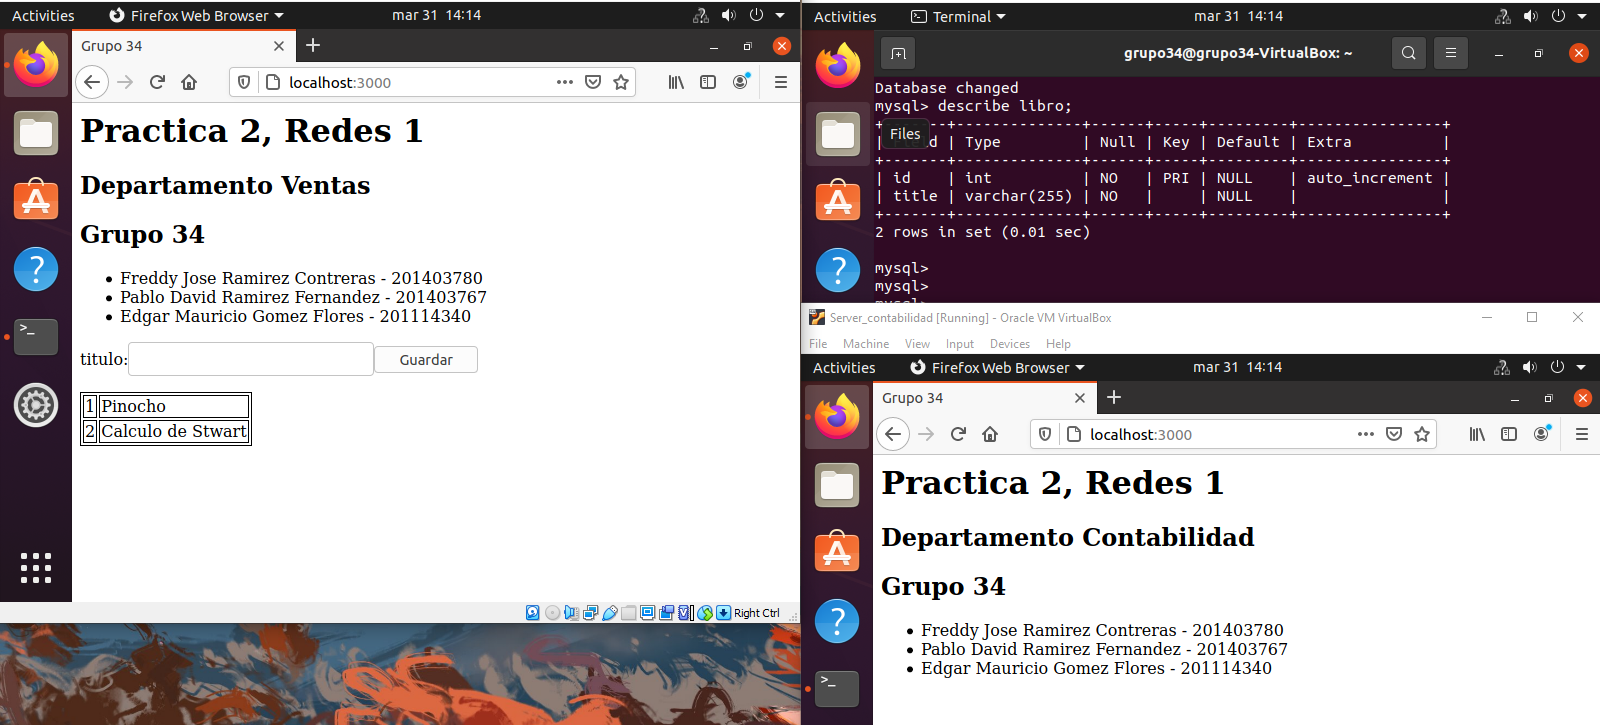 Activities
Firefox Web Browser
mar 31 14:14
Grupo 34
localhost:3000
Practica 2, Redes 1
Departamento Ventas
Grupo 34
Freddy Jose Ramirez Contreras - 201403780
Pablo David Ramirez Fernandez - 201403767
Edgar Mauricio Gomez Flores - 201114340
titulo:
Guardar
1 Pinocho
2 Calculo de Stwart
Right Ctrl
Activities
Terminal
mar 31 14:14
grupo34@grupo34-VirtualBox: ~
Database changed
mysql> describe libro;
+-------+--------------+------+-----+---------+----------------+
Files
| Type | Null | Key | Default | Extra |
+-------+--------------+------+-----+---------+----------------+
| id | int | NO | PRI | NULL | auto_increment |
| title | varchar(255) | NO | | NULL | |
+-------+--------------+------+-----+---------+----------------+
2 rows in set (0.01 sec)
mysql>
mysql>
mysql>
Server_contabilidad [Running] - Oracle VM VirtualBox
File Machine View Input Devices Help
Activities
Firefox Web Browser
mar 31 14:14
Grupo 34
localhost:3000
Practica 2, Redes 1
Departamento Contabilidad
Grupo 34
Freddy Jose Ramirez Contreras - 201403780
Pablo David Ramirez Fernandez - 201403767
Edgar Mauricio Gomez Flores - 201114340